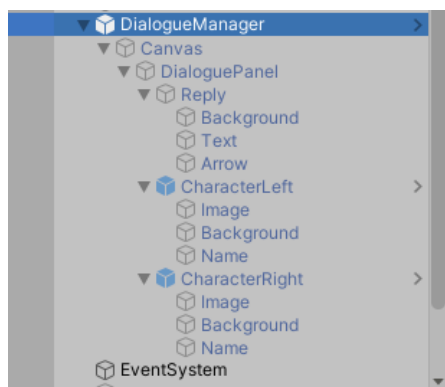 DialogueManager
Canvas
DialoguePanel
Reply
Background
Text
Arrow
CharacterLeft
Image
Background
Name
CharacterRight
Image
Background
Name
EventSystem